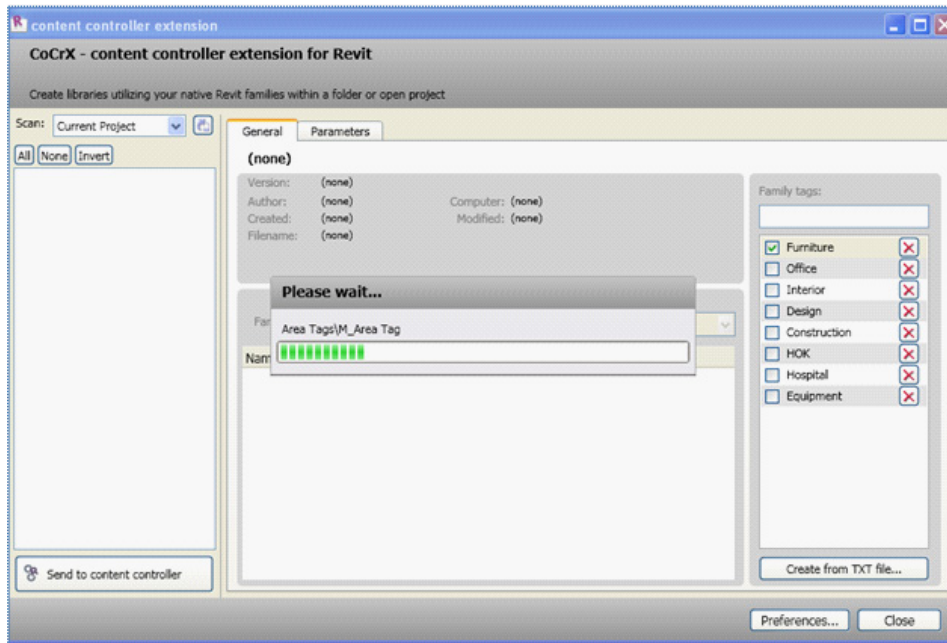 content controller extension
CoCrX - content controller extension for Revit
Create libraries utilizing your native Revit families within a folder or open project
Scan: Current Project
All None Invert
General Parameters
(none)
Version: (none)
Author: (none) Computer: (none)
Created: (none) Modified: (none)
Filename: (none)
Please wait...
Area Tags\M_Area Tag
Family tags:
Furniture
Office
Interior
Design
Construction
HOK
Hospital
Equipment
Send to content controller
Create from TXT file...
Preferences... Close